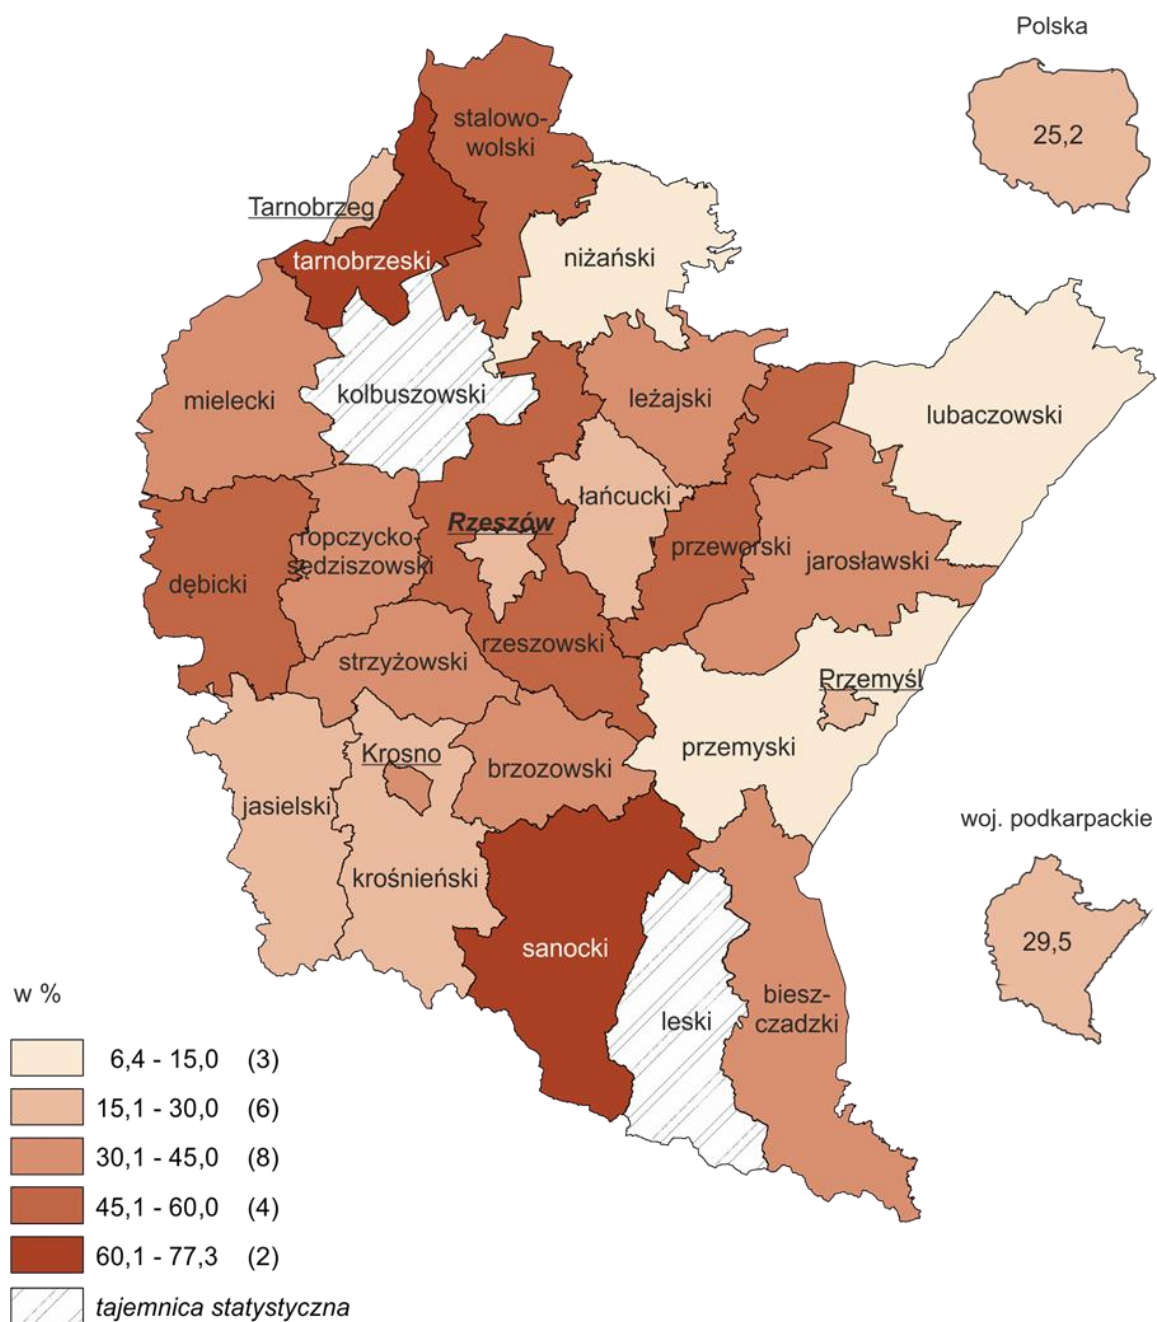 Polska
25,2
stalowo-
wolski
Tarnobrzeg
tarnobrzeski
niżański
mielecki
kolbuszowski
leżajski
lubaczowski
łańcucki
Rzeszów
ropczycko-
sędziszowski
dębicki
przeworski
jarosławski
rzeszowski
strzyżowski
Przemyśl
przemyski
Krosno
brzozowski
jasielski
krośnieński
woj. podkarpackie
29,5
sanocki
leski
biesz-
czadzki
w %
6,4 - 15,0 (3)
15,1 - 30,0 (6)
30,1 - 45,0 (8)
45,1 - 60,0 (4)
60,1 - 77,3 (2)
tajemnica statystyczna